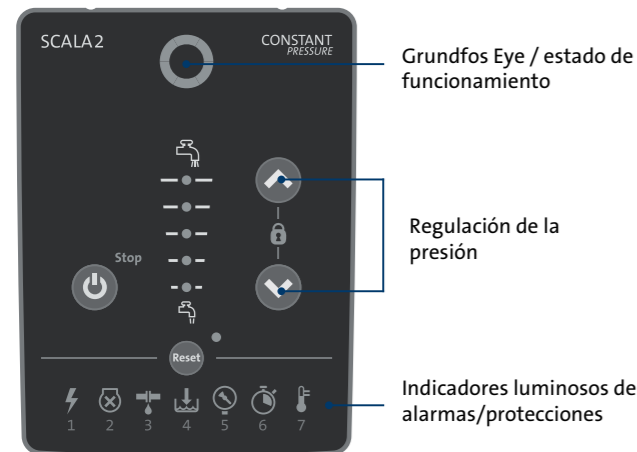 SCALA2
CONSTANT
PRESSURE
Grundfos Eye / estado de
funcionamiento
Regulación de la
presión
Stop
Reset
Indicadores luminosos de
alarmas/protecciones
1 2 3 4 5 6 7